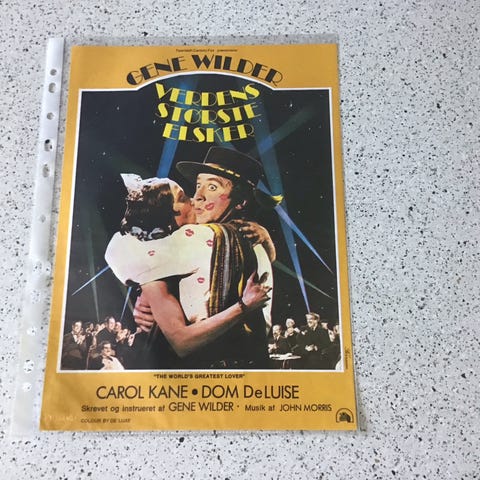 Twentieth Century-Fox præsenterer
GENE WILDER
VERDENS
STØRSTE
ELSKER
"THE WORLD'S GREATEST LOVER"
CAROL KANE • DOM DeLUISE
Skrevet og instrueret af GENE WILDER · Musik af JOHN MORRIS
COLOUR BY DE LUXE